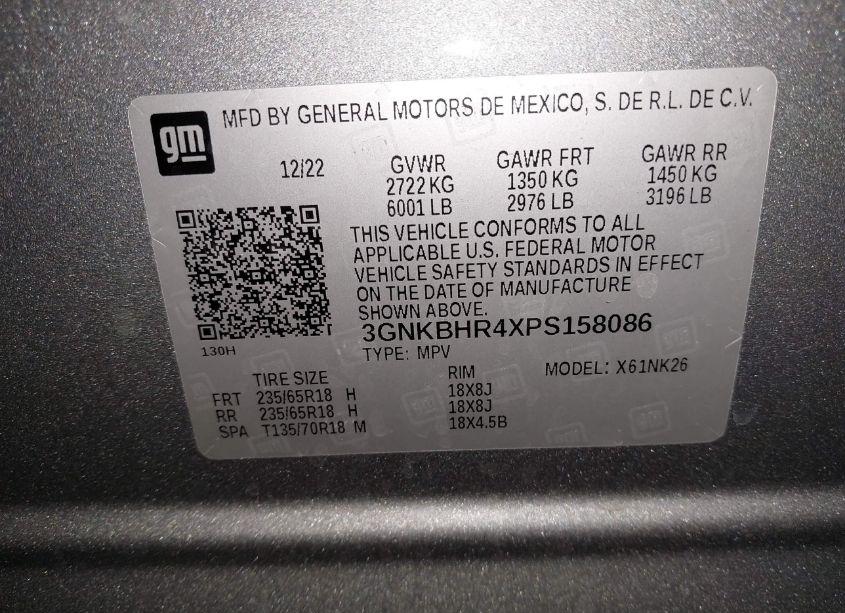 gm
MFD BY GENERAL MOTORS DE MEXICO, S. DE R.L. DE C.V.
12/22 GVWR GAWR FRT GAWR RR
2722 KG 1350 KG 1450 KG
6001 LB 2976 LB 3196 LB
THIS VEHICLE CONFORMS TO ALL
APPLICABLE U.S. FEDERAL MOTOR
VEHICLE SAFETY STANDARDS IN EFFECT
ON THE DATE OF MANUFACTURE
SHOWN ABOVE.
3GNKBHR4XPS158086
130H TYPE: MPV MODEL: X61NK26
TIRE SIZE RIM
FRT 235/65R18 H 18X8J
RR 235/65R18 H 18X8J
SPA T135/70R18 M 18X4.5B